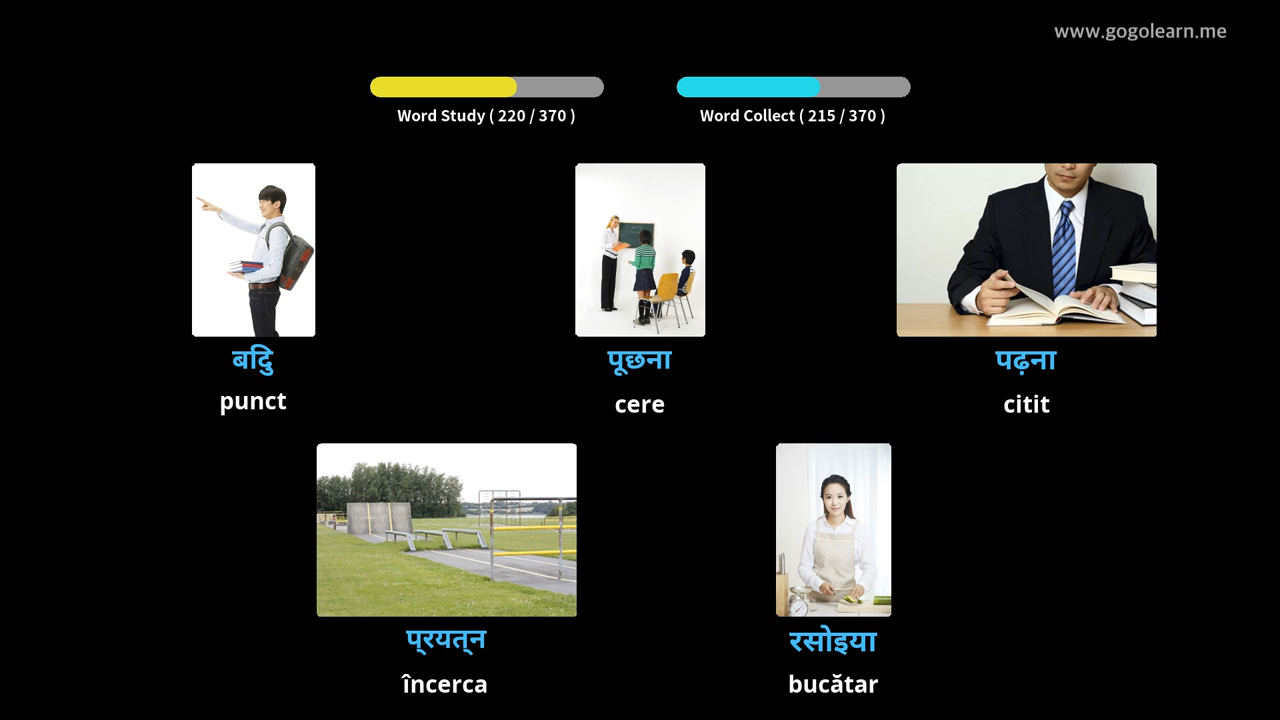 www.gogolearn.me
Word Study ( 220 / 370 )
Word Collect ( 215 / 370 )
बिंदु
punct
पूछना
cere
पढ़ना
citit
प्रयत्न
încerca
रसोइया
bucătar